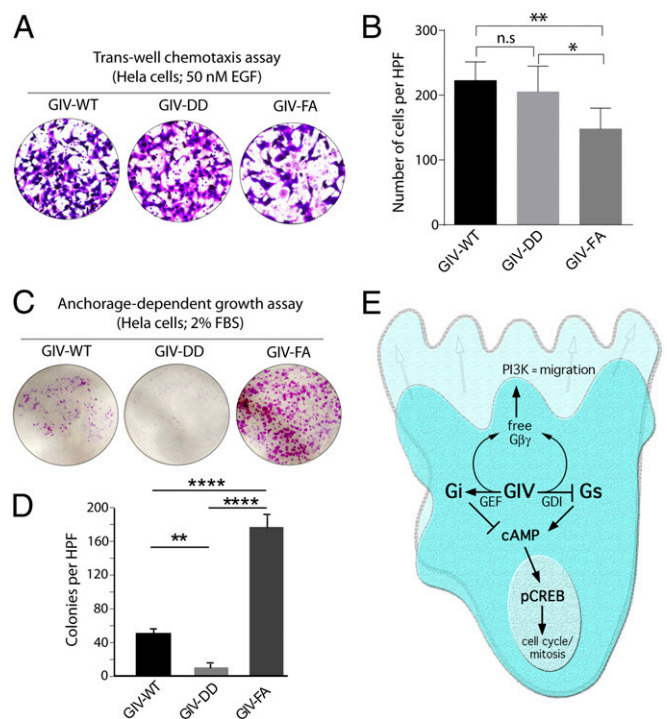 A
Trans-well chemotaxis assay
(Hela cells; 50 nM EGF)
GIV-WT GIV-DD GIV-FA
B
Number of cells per HPF
300
200
100
0
**
n.s
*
GIV-WT
GIV-DD
GIV-FA
C
Anchorage-dependent growth assay
(Hela cells; 2% FBS)
GIV-WT GIV-DD GIV-FA
D
Colonies per HPF
200
160
120
80
40
0
****
****
**
GIV-WT
GIV-DD
GIV-FA
E
PI3K = migration
free
Gβγ
Gi GIV Gs
GEF GDI
cAMP
pCREB
cell cycle/
mitosis